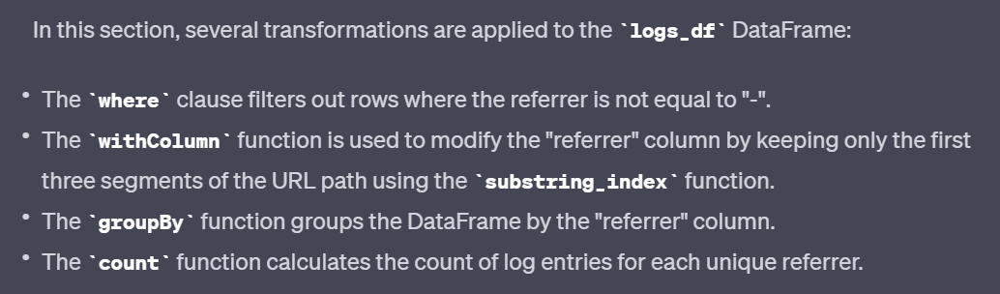 In this section, several transformations are applied to the `logs_df` DataFrame:
• The `where` clause filters out rows where the referrer is not equal to "-".
• The `withColumn` function is used to modify the "referrer" column by keeping only the first
three segments of the URL path using the `substring_index` function.
• The `groupBy` function groups the DataFrame by the "referrer" column.
• The `count` function calculates the count of log entries for each unique referrer.